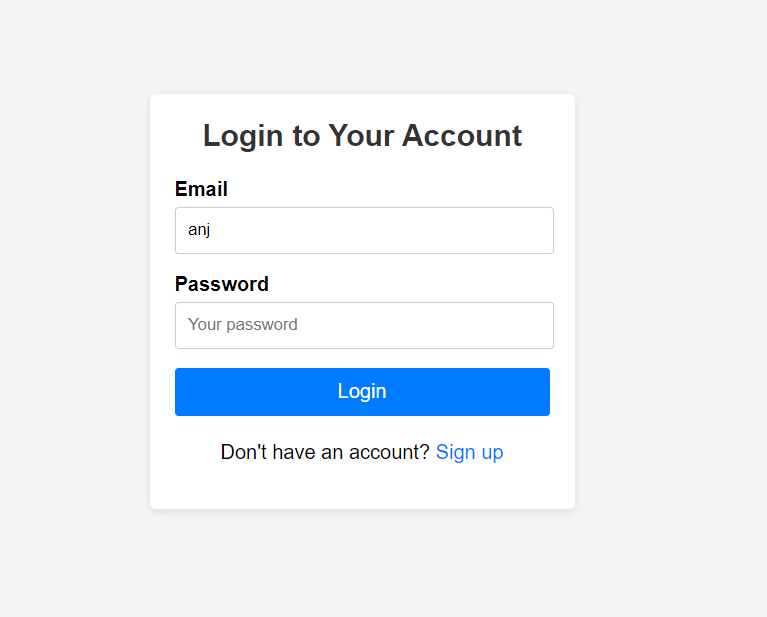 Login to Your Account
Email
anj
Password
Your password
Login
Don't have an account? Sign up